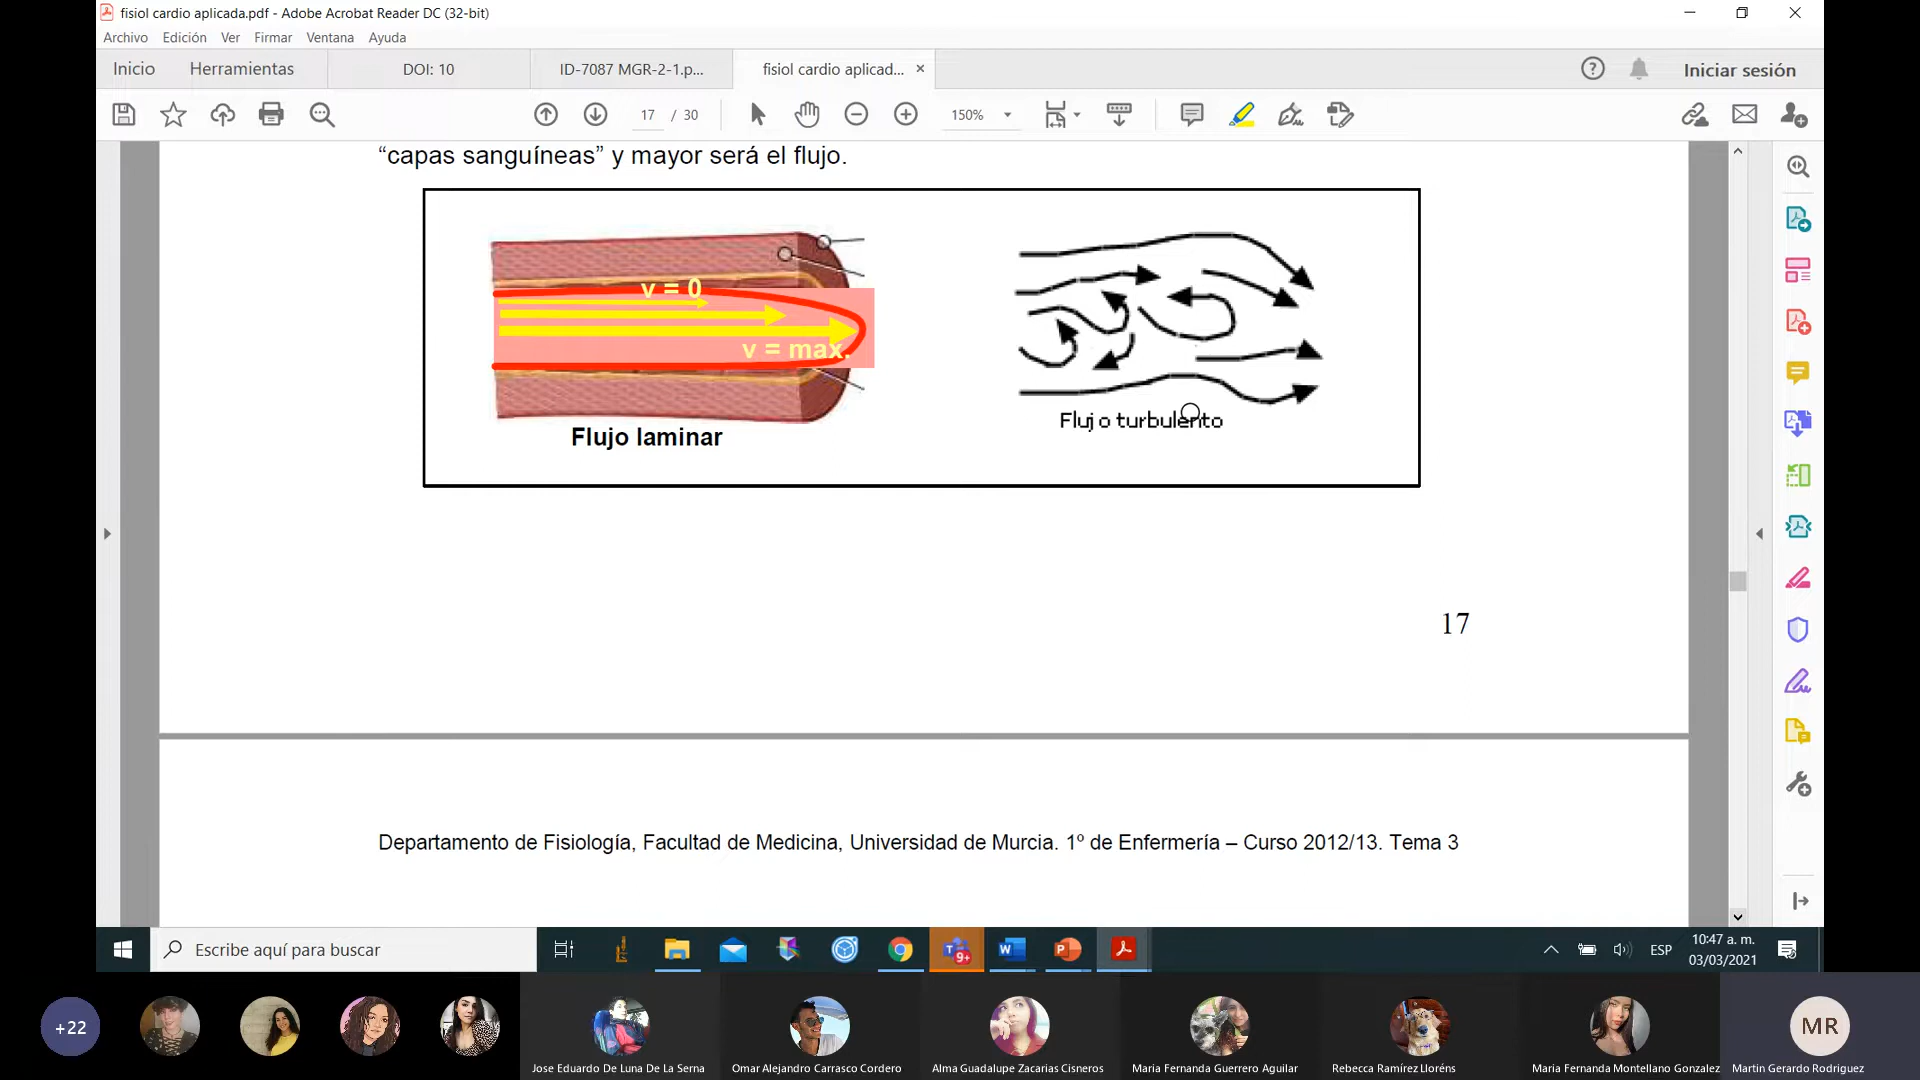 fisiol cardio aplicada.pdf - Adobe Acrobat Reader DC (32-bit)
Archivo Edición Ver Firmar Ventana Ayuda
Inicio Herramientas DOI: 10 ID-7087 MGR-2-1.p... fisiol cardio aplicad... × Iniciar sesión
17 / 30 150%
“capas sanguíneas” y mayor será el flujo.
v = 0
v = max.
Flujo laminar
Flujo turbulento
17
Departamento de Fisiología, Facultad de Medicina, Universidad de Murcia. 1º de Enfermería – Curso 2012/13. Tema 3
Escribe aquí para buscar
9+
ESP
10:47 a. m.
03/03/2021
+22
MR
Jose Eduardo De Luna De La Serna
Omar Alejandro Carrasco Cordero
Alma Guadalupe Zacarias Cisneros
Maria Fernanda Guerrero Aguilar
Rebecca Ramírez Lloréns
Maria Fernanda Montellano Gonzalez
Martin Gerardo Rodriguez